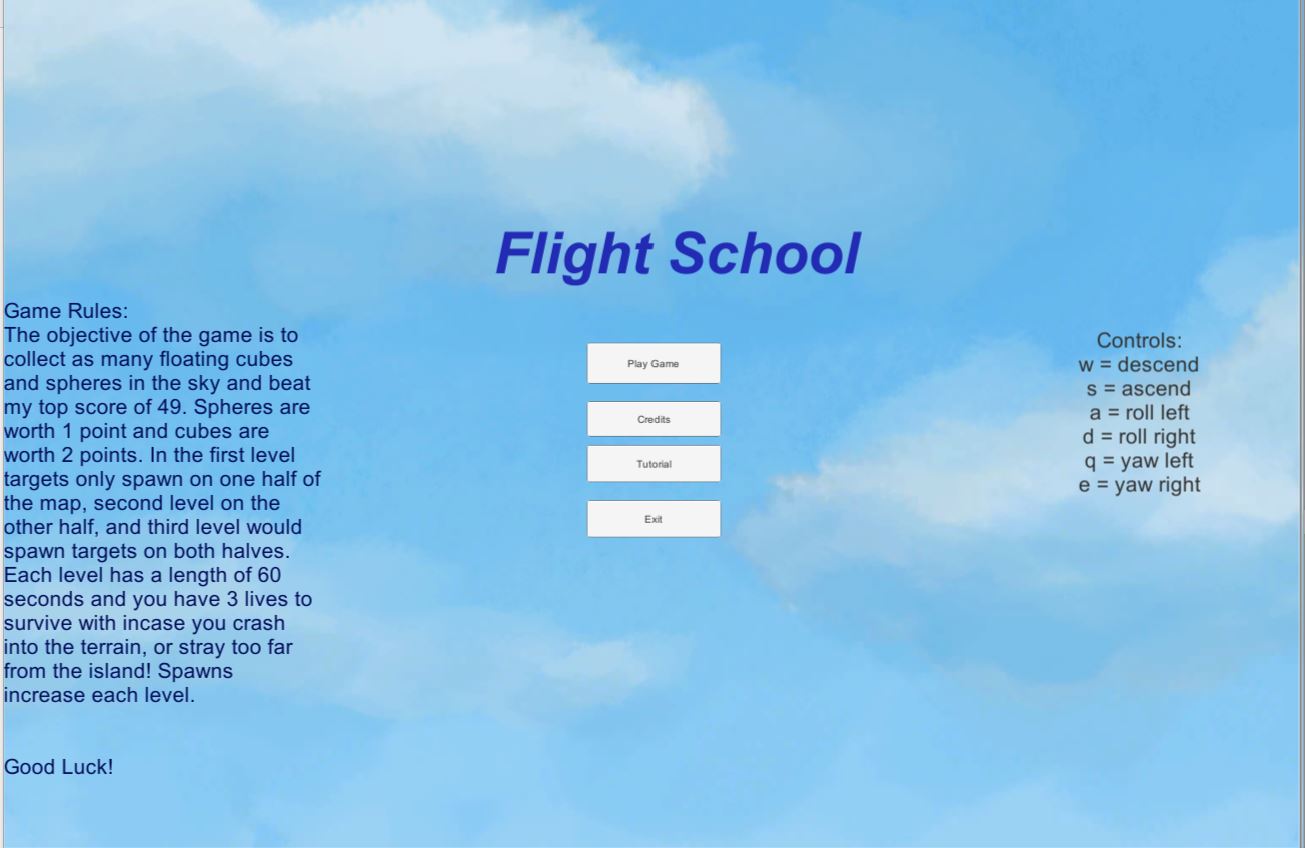 Flight School
Game Rules:
The objective of the game is to
collect as many floating cubes
and spheres in the sky and beat
my top score of 49. Spheres are
worth 1 point and cubes are
worth 2 points. In the first level
targets only spawn on one half of
the map, second level on the
other half, and third level would
spawn targets on both halves.
Each level has a length of 60
seconds and you have 3 lives to
survive with incase you crash
into the terrain, or stray too far
from the island! Spawns
increase each level.
Good Luck!
Play Game
Credits
Tutorial
Exit
Controls:
w = descend
s = ascend
a = roll left
d = roll right
q = yaw left
e = yaw right